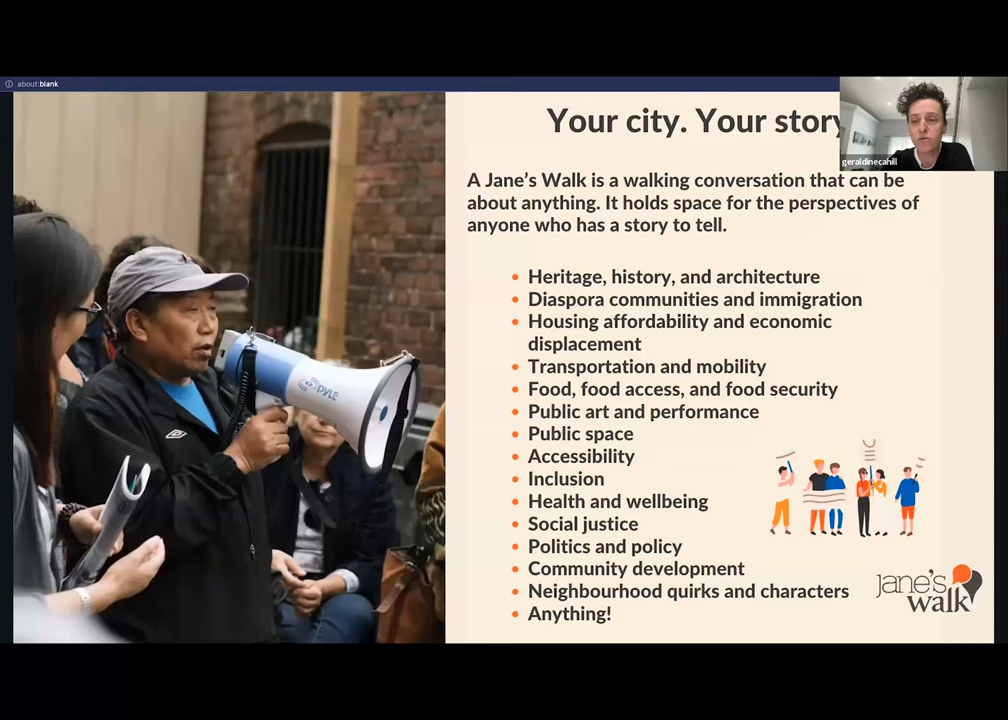 about:blank
Your city. Your story
geraldinecahill
A Jane's Walk is a walking conversation that can be
about anything. It holds space for the perspectives of
anyone who has a story to tell.
• Heritage, history, and architecture
• Diaspora communities and immigration
• Housing affordability and economic
displacement
• Transportation and mobility
• Food, food access, and food security
• Public art and performance
• Public space
• Accessibility
• Inclusion
• Health and wellbeing
• Social justice
• Politics and policy
• Community development
• Neighbourhood quirks and characters
• Anything!
PYLE
jane's
walk